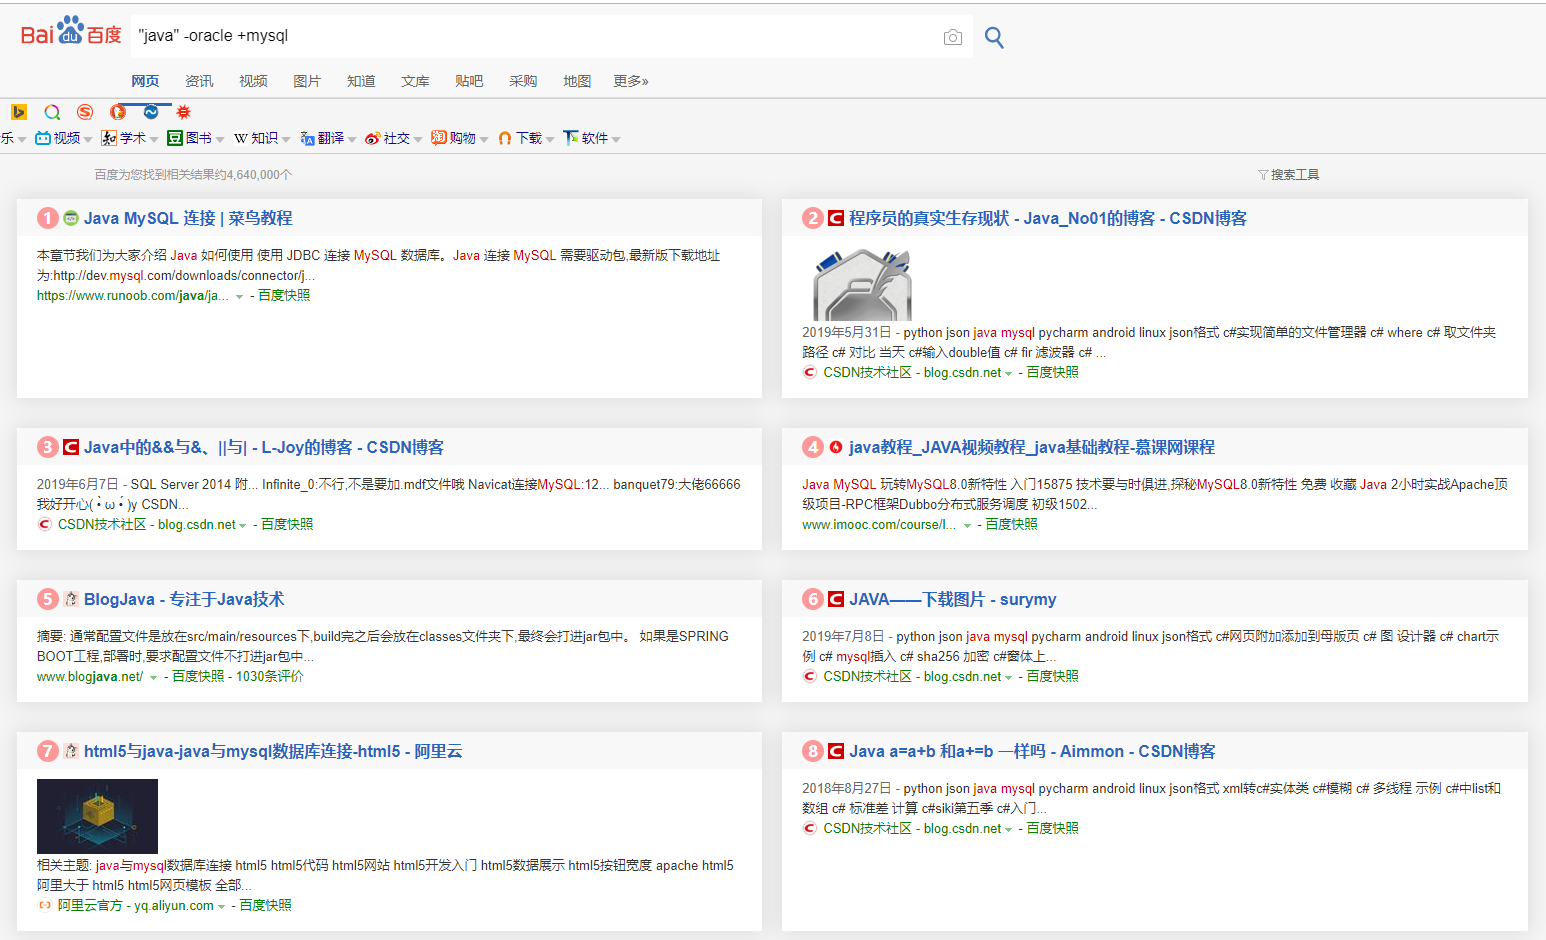 Bai du 百度
"java" -oracle +mysql
网页 资讯 视频 图片 知道 文库 贴吧 采购 地图 更多»
乐 视频 学术 图书 知识 翻译 社交 购物 下载 软件
百度为您找到相关结果约4,640,000个 搜索工具
1 Java MySQL 连接 | 菜鸟教程
本章节我们为大家介绍 Java 如何使用 使用 JDBC 连接 MySQL 数据库。Java 连接 MySQL 需要驱动包,最新版下载地址
为:http://dev.mysql.com/downloads/connector/j...
https://www.runoob.com/java/ja... - 百度快照
2 程序员的真实生存现状 - Java_No01的博客 - CSDN博客
2019年5月31日 - python json java mysql pycharm android linux json格式 c#实现简单的文件管理器 c# where c# 取文件夹
路径 c# 对比 当天 c#输入double值 c# fir 滤波器 c# ...
CSDN技术社区 - blog.csdn.net - 百度快照
3 Java中的&&与&、||与| - L-Joy的博客 - CSDN博客
2019年6月7日 - SQL Server 2014 附... Infinite_0:不行,不是要加.mdf文件哦 Navicat连接MySQL:12... banquet79:大佬66666
我好开心( •̀ ω •́ )y CSDN...
CSDN技术社区 - blog.csdn.net - 百度快照
4 java教程_JAVA视频教程_java基础教程-慕课网课程
Java MySQL 玩转MySQL8.0新特性 入门15875 技术要与时俱进,探秘MySQL8.0新特性 免费 收藏 Java 2小时实战Apache顶
级项目-RPC框架Dubbo分布式服务调度 初级1502...
www.imooc.com/course/l... - 百度快照
5 BlogJava - 专注于Java技术
摘要: 通常配置文件是放在src/main/resources下,build完之后会放在classes文件夹下,最终会打进jar包中。 如果是SPRING
BOOT工程,部署时,要求配置文件不打进jar包中...
www.blogjava.net/ - 百度快照 - 1030条评价
6 JAVA——下载图片 - surymy
2019年7月8日 - python json java mysql pycharm android linux json格式 c#网页附加添加到母版页 c# 图 设计器 c# chart示
例 c# mysql插入 c# sha256 加密 c#窗体上...
CSDN技术社区 - blog.csdn.net - 百度快照
7 html5与java-java与mysql数据库连接-html5 - 阿里云
相关主题: java与mysql数据库连接 html5 html5代码 html5网站 html5开发入门 html5数据展示 html5按钮宽度 apache html5
阿里大于 html5 html5网页模板 全部...
阿里云官方 - yq.aliyun.com - 百度快照
8 Java a=a+b 和a+=b 一样吗 - Aimmon - CSDN博客
2018年8月27日 - python json java mysql pycharm android linux json格式 xml转c#实体类 c#模糊 c# 多线程 示例 c#中list和
数组 c# 标准差 计算 c#siki第五季 c#入门...
CSDN技术社区 - blog.csdn.net - 百度快照